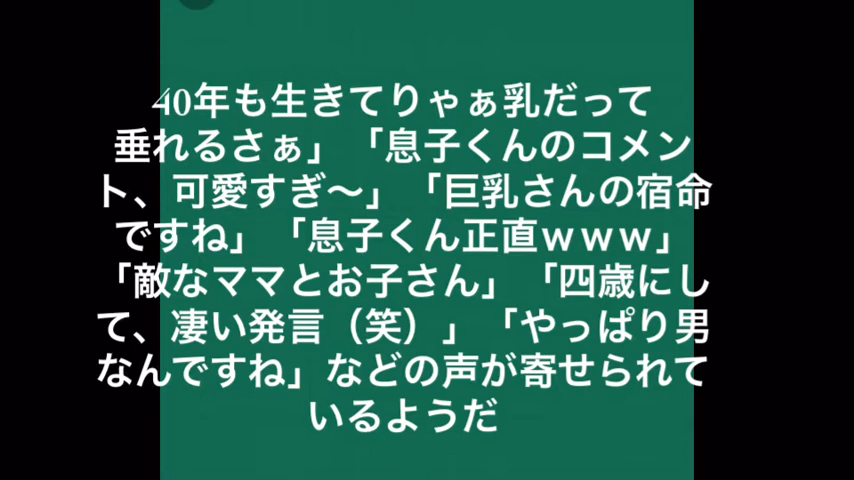 40年も生きてりゃぁ乳だって
垂れるさぁ」 「息子くんのコメン
ト、可愛すぎ〜」 「巨乳さんの宿命
ですね」 「息子くん正直ｗｗｗ」
「敵なママとお子さん」 「四歳にし
て、凄い発言（笑）」 「やっぱり男
なんですね」などの声が寄せられて
いるようだ